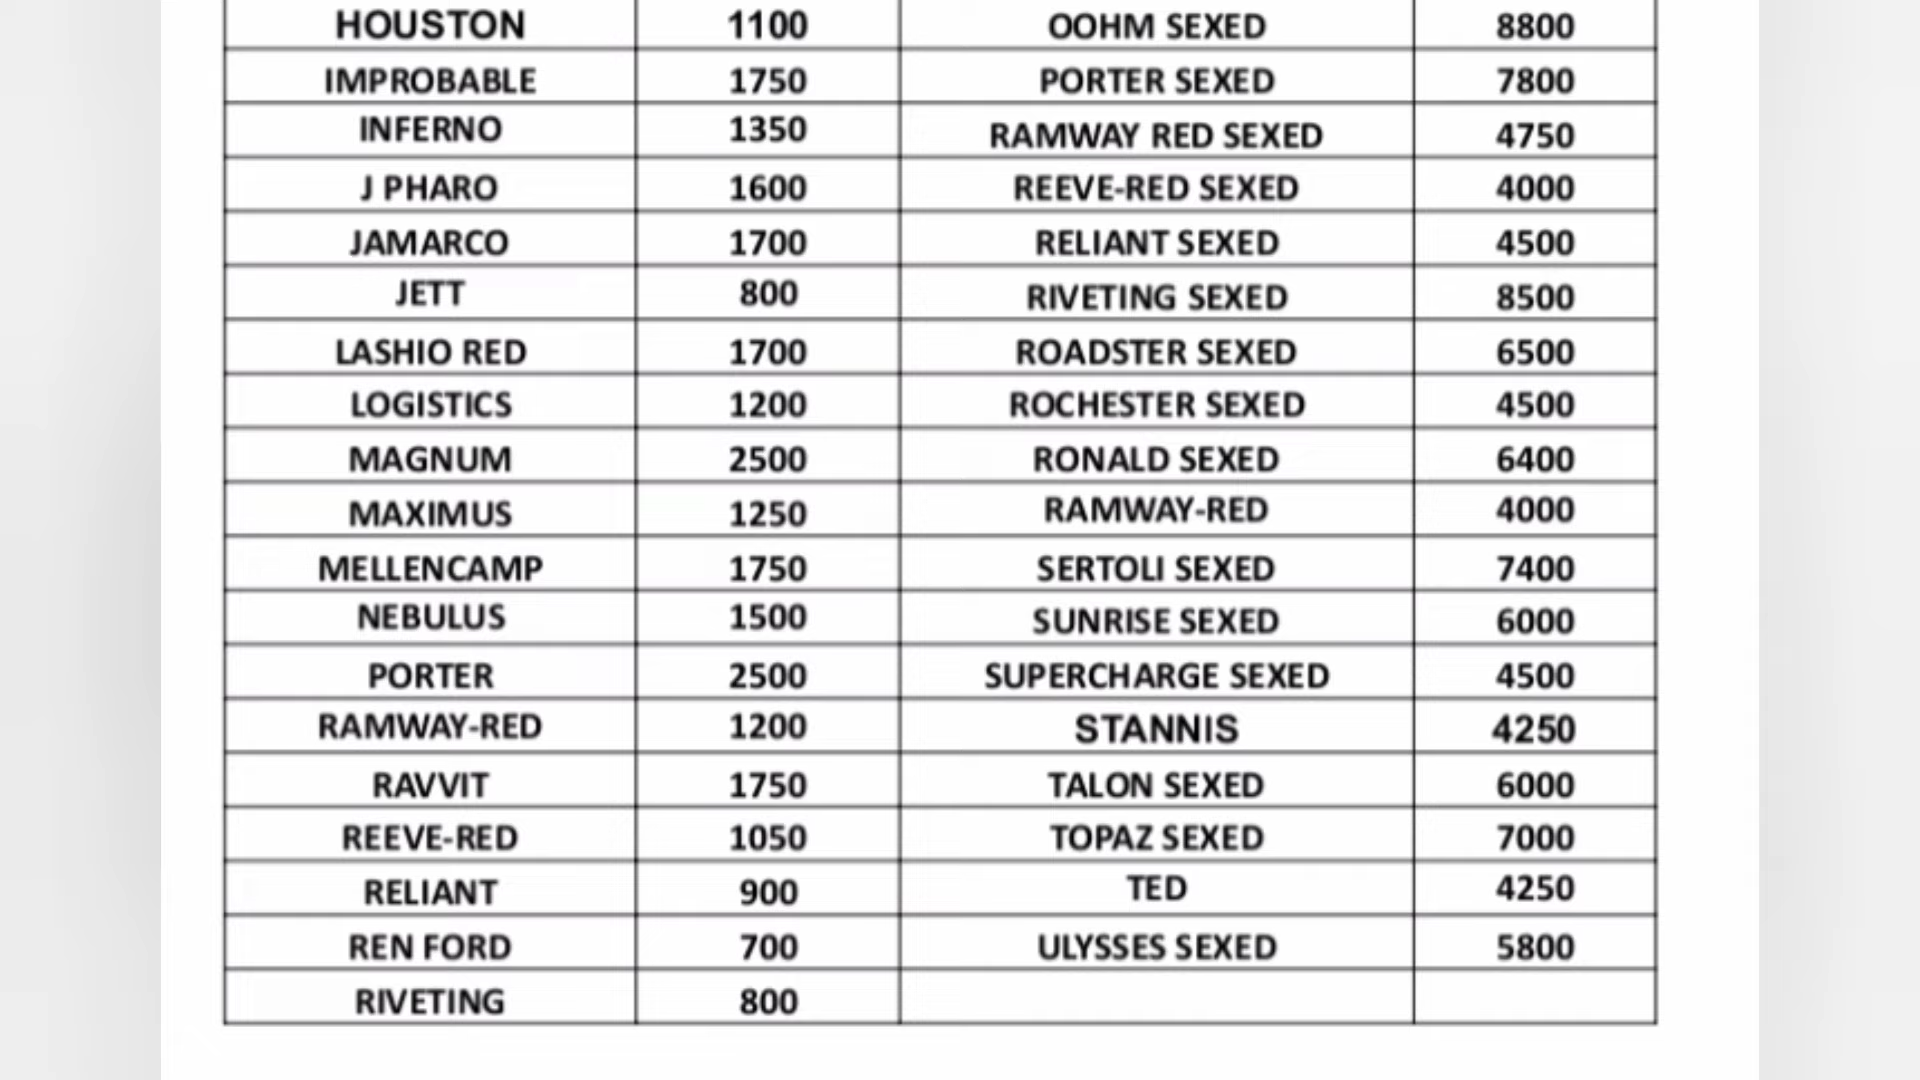 HOUSTON 1100 OOHM SEXED 8800
IMPROBABLE 1750 PORTER SEXED 7800
INFERNO 1350 RAMWAY RED SEXED 4750
J PHARO 1600 REEVE-RED SEXED 4000
JAMARCO 1700 RELIANT SEXED 4500
JETT 800 RIVETING SEXED 8500
LASHIO RED 1700 ROADSTER SEXED 6500
LOGISTICS 1200 ROCHESTER SEXED 4500
MAGNUM 2500 RONALD SEXED 6400
MAXIMUS 1250 RAMWAY-RED 4000
MELLENCAMP 1750 SERTOLI SEXED 7400
NEBULUS 1500 SUNRISE SEXED 6000
PORTER 2500 SUPERCHARGE SEXED 4500
RAMWAY-RED 1200 STANNIS 4250
RAVVIT 1750 TALON SEXED 6000
REEVE-RED 1050 TOPAZ SEXED 7000
RELIANT 900 TED 4250
REN FORD 700 ULYSSES SEXED 5800
RIVETING 800